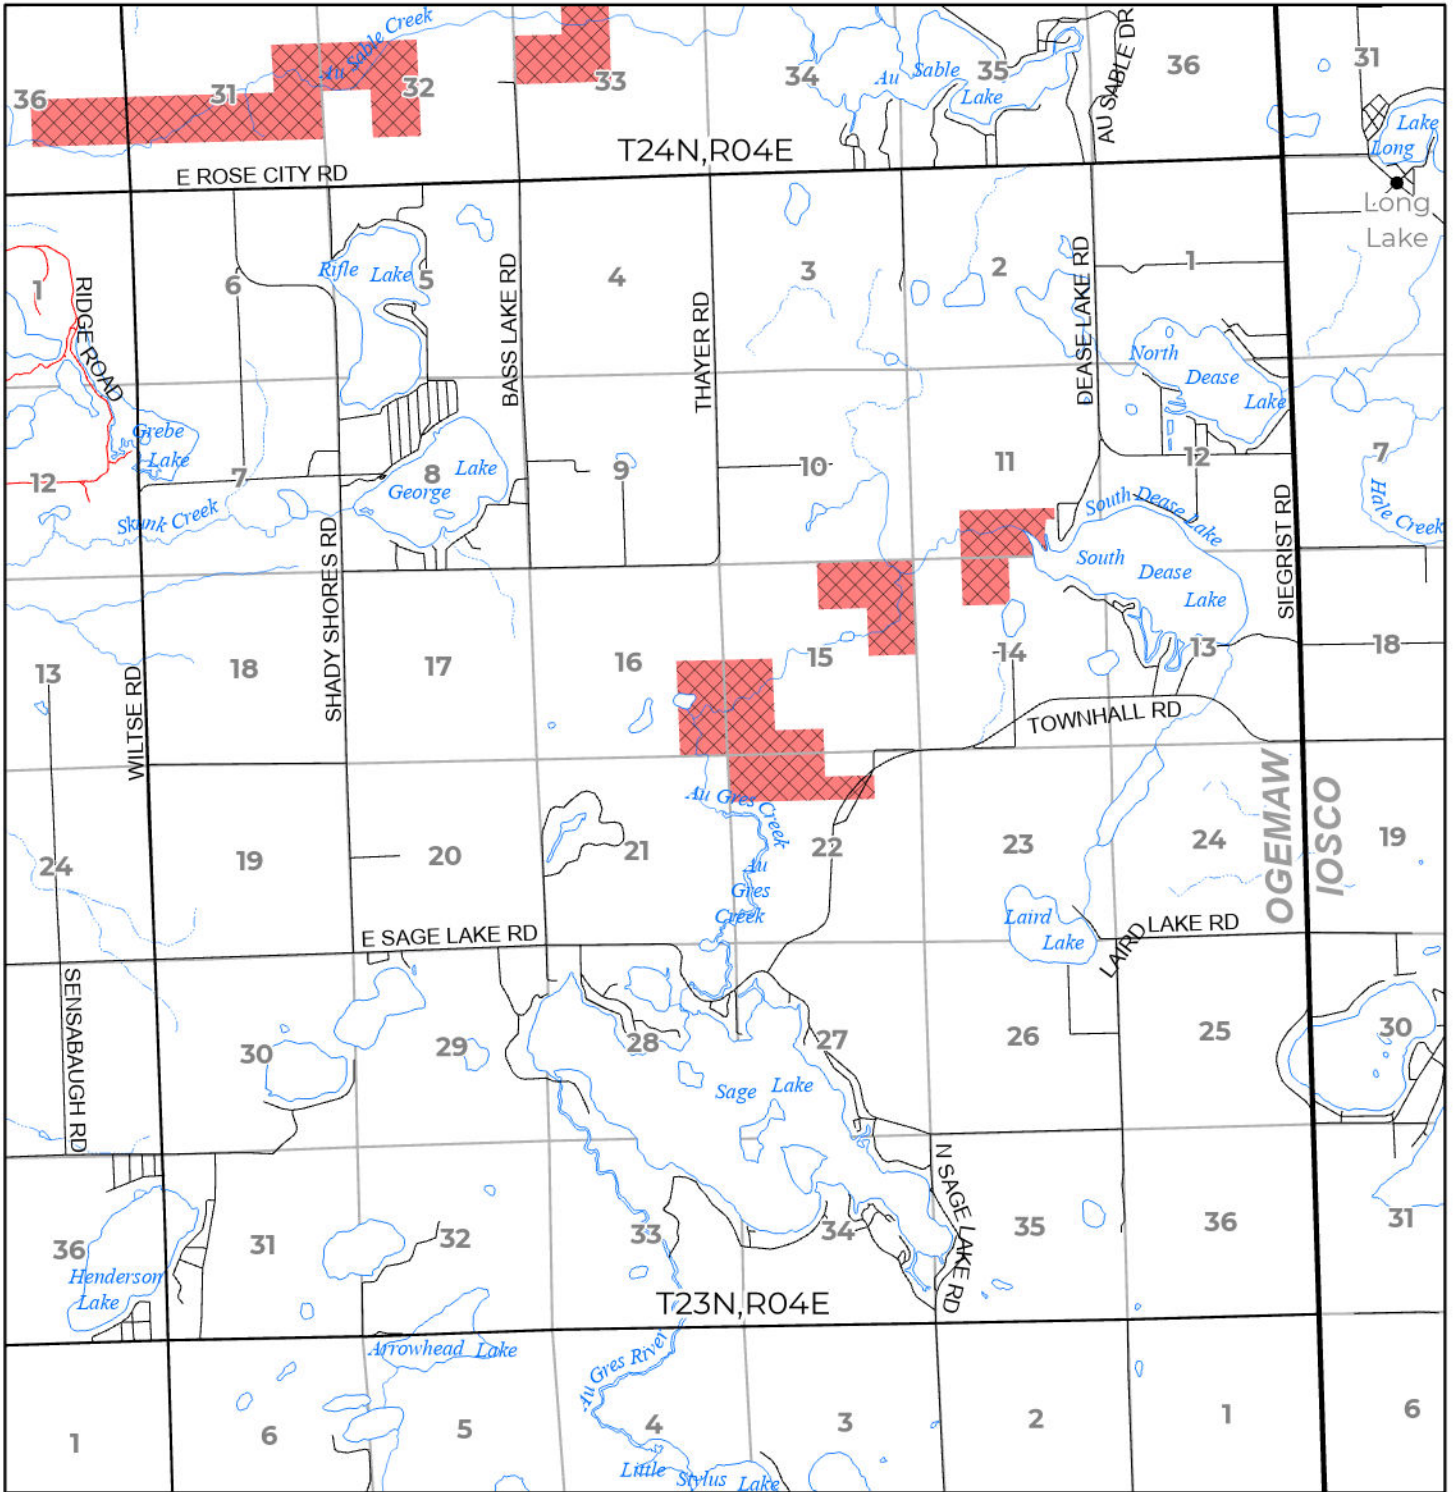 Au Sable Creek
36
31
32
33
34
Au Sable
Lake
35
AU SABLE DR
36
31
Lake
Long
T24N,R04E
E ROSE CITY RD
Long
Lake
1
RIDGE ROAD
6
Rifle Lake
5
BASS LAKE RD
4
THAYER RD
3
2
DEASE LAKE RD
1
North
Dease
Lake
Grebe
Lake
12
7
8
George Lake
9
10
11
12
7
Hale Creek
Skunk Creek
SHADY SHORES RD
South Dease Lake
South
Dease
Lake
SIEGRIST RD
13
WILTSE RD
18
17
16
15
14
13
18
TOWNHALL RD
OGEMAW
IOSCO
Au Gres Creek
24
19
20
21
22
23
24
19
Au
Gres
Creek
Laird
Lake
LAIRD LAKE RD
E SAGE LAKE RD
SENSABAUGH RD
30
29
28
27
26
25
30
Sage Lake
N SAGE LAKE RD
36
31
32
33
34
35
36
31
Henderson
Lake
T23N,R04E
Arrowhead Lake
Au Gres River
1
6
5
4
3
2
1
6
Little Stylus Lake